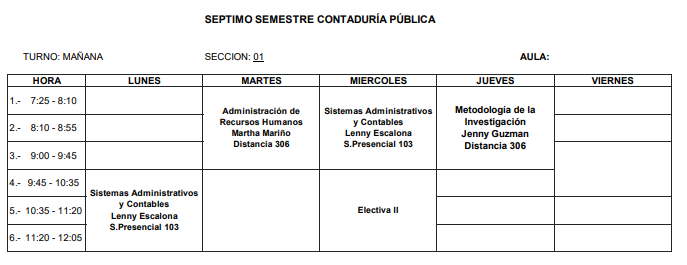 SEPTIMO SEMESTRE CONTADURÍA PÚBLICA
TURNO: MAÑANA SECCION: 01 AULA:
HORA LUNES MARTES MIERCOLES JUEVES VIERNES
1.- 7:25 - 8:10
2.- 8:10 - 8:55
3.- 9:00 - 9:45
Administración de
Recursos Humanos
Martha Mariño
Distancia 306
Sistemas Administrativos
y Contables
Lenny Escalona
S.Presencial 103
Metodología de la
Investigación
Jenny Guzman
Distancia 306
4.- 9:45 - 10:35
5.- 10:35 - 11:20
6.- 11:20 - 12:05
Sistemas Administrativos
y Contables
Lenny Escalona
S.Presencial 103
Electiva II